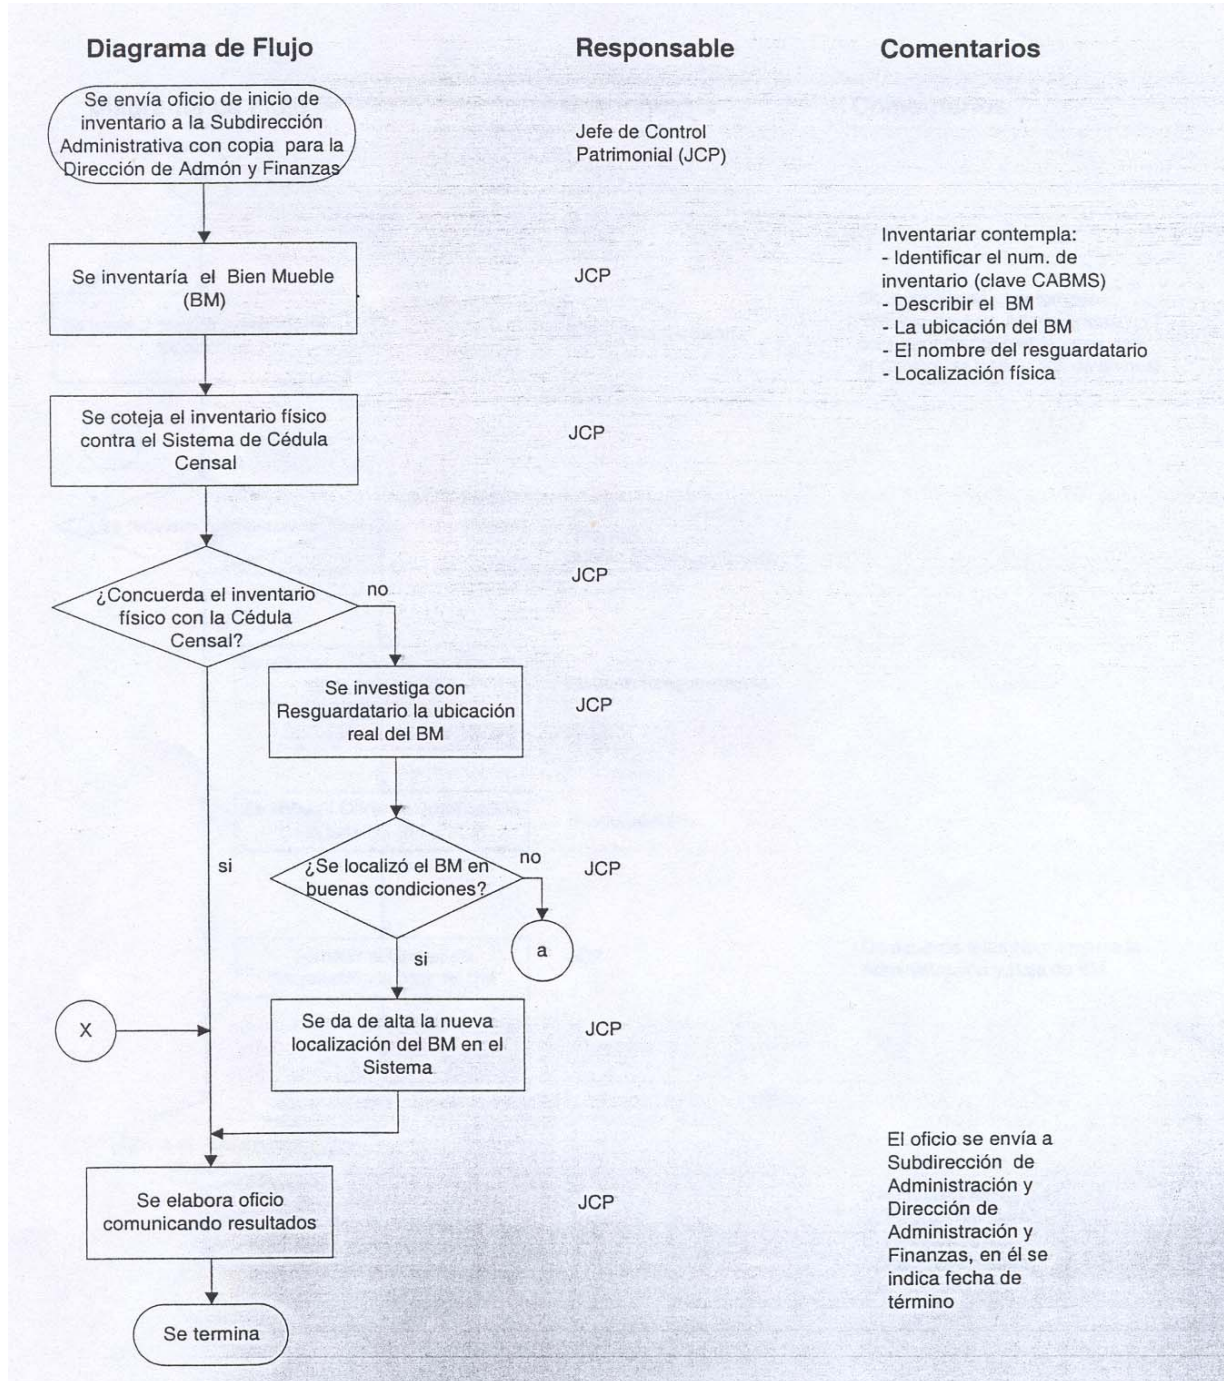 Diagrama de Flujo
Responsable
Comentarios
Se envía oficio de inicio de
inventario a la Subdirección
Administrativa con copia para la
Dirección de Admón y Finanzas
Jefe de Control
Patrimonial (JCP)
Se inventaría el Bien Mueble
(BM)
JCP
Inventariar contempla:
- Identificar el num. de
inventario (clave CABMS)
- Describir el BM
- La ubicación del BM
- El nombre del resguardatario
- Localización física
Se coteja el inventario físico
contra el Sistema de Cédula
Censal
JCP
¿Concuerda el inventario
físico con la Cédula
Censal?
no
JCP
Se investiga con
Resguardatario la ubicación
real del BM
JCP
si
¿Se localizó el BM en
buenas condiciones?
no
JCP
a
si
X
Se da de alta la nueva
localización del BM en el
Sistema
JCP
Se elabora oficio
comunicando resultados
JCP
El oficio se envía a
Subdirección de
Administración y
Dirección de
Administración y
Finanzas, en él se
indica fecha de
término
Se termina